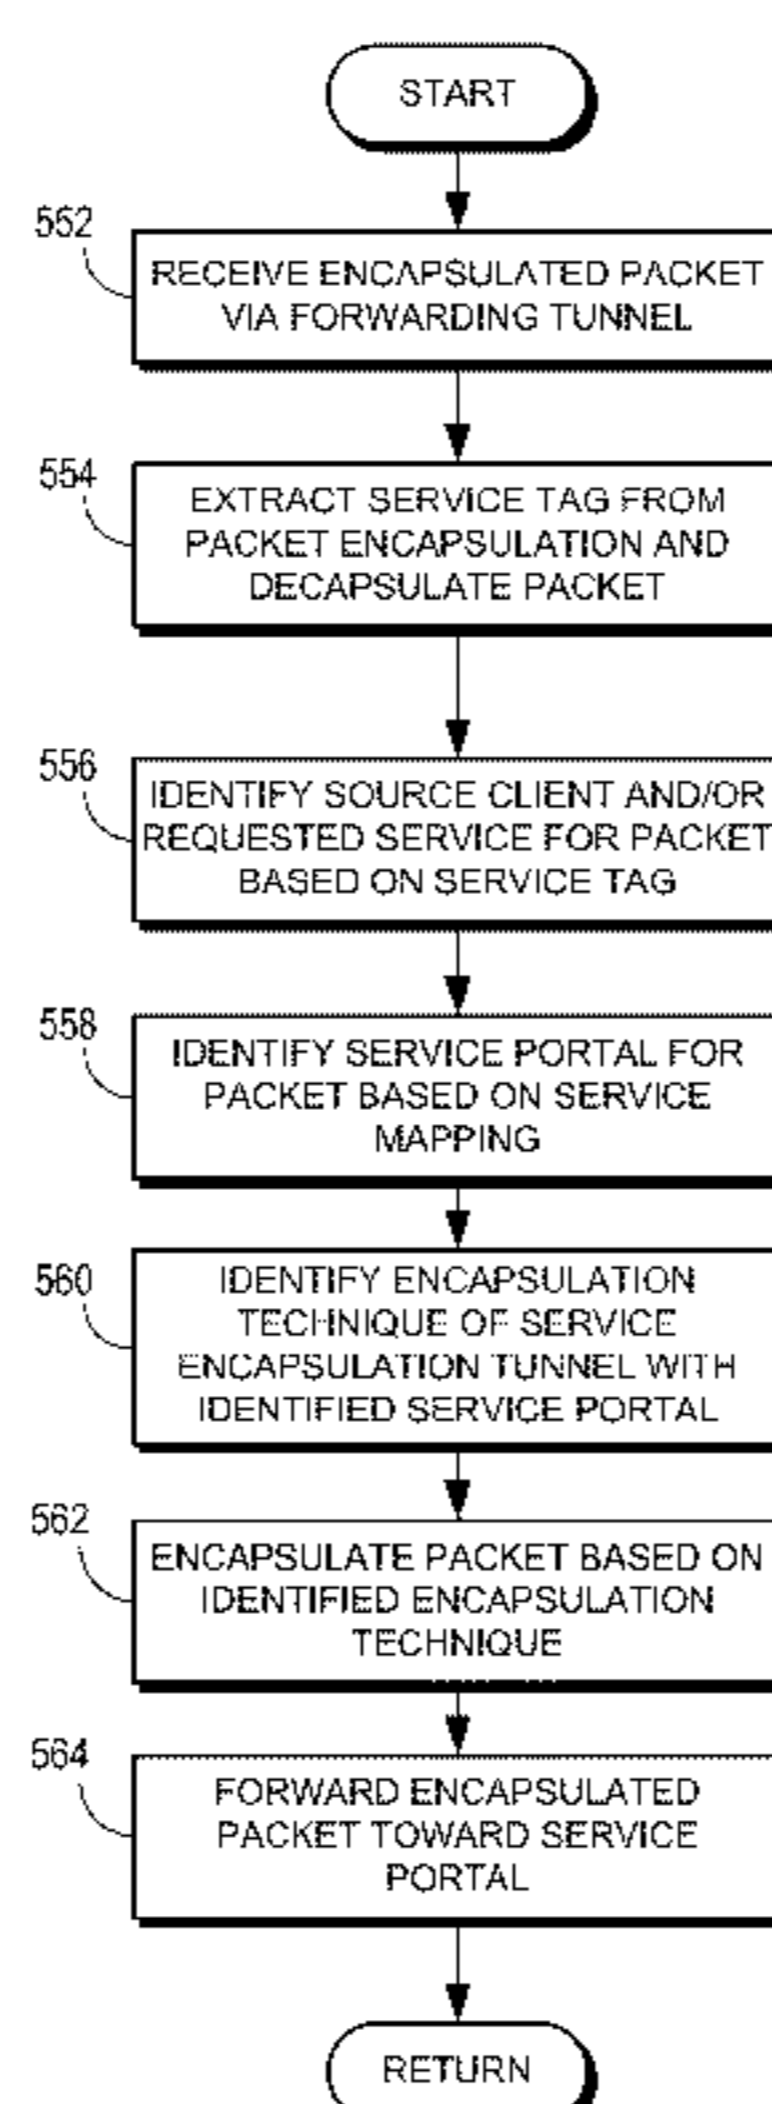 START
552
RECEIVE ENCAPSULATED PACKET
VIA FORWARDING TUNNEL
554
EXTRACT SERVICE TAG FROM
PACKET ENCAPSULATION AND
DECAPSULATE PACKET
556
IDENTIFY SOURCE CLIENT AND/OR
REQUESTED SERVICE FOR PACKET
BASED ON SERVICE TAG
558
IDENTIFY SERVICE PORTAL FOR
PACKET BASED ON SERVICE
MAPPING
560
IDENTIFY ENCAPSULATION
TECHNIQUE OF SERVICE
ENCAPSULATION TUNNEL WITH
IDENTIFIED SERVICE PORTAL
562
ENCAPSULATE PACKET BASED ON
IDENTIFIED ENCAPSULATION
TECHNIQUE
564
FORWARD ENCAPSULATED
PACKET TOWARD SERVICE
PORTAL
RETURN